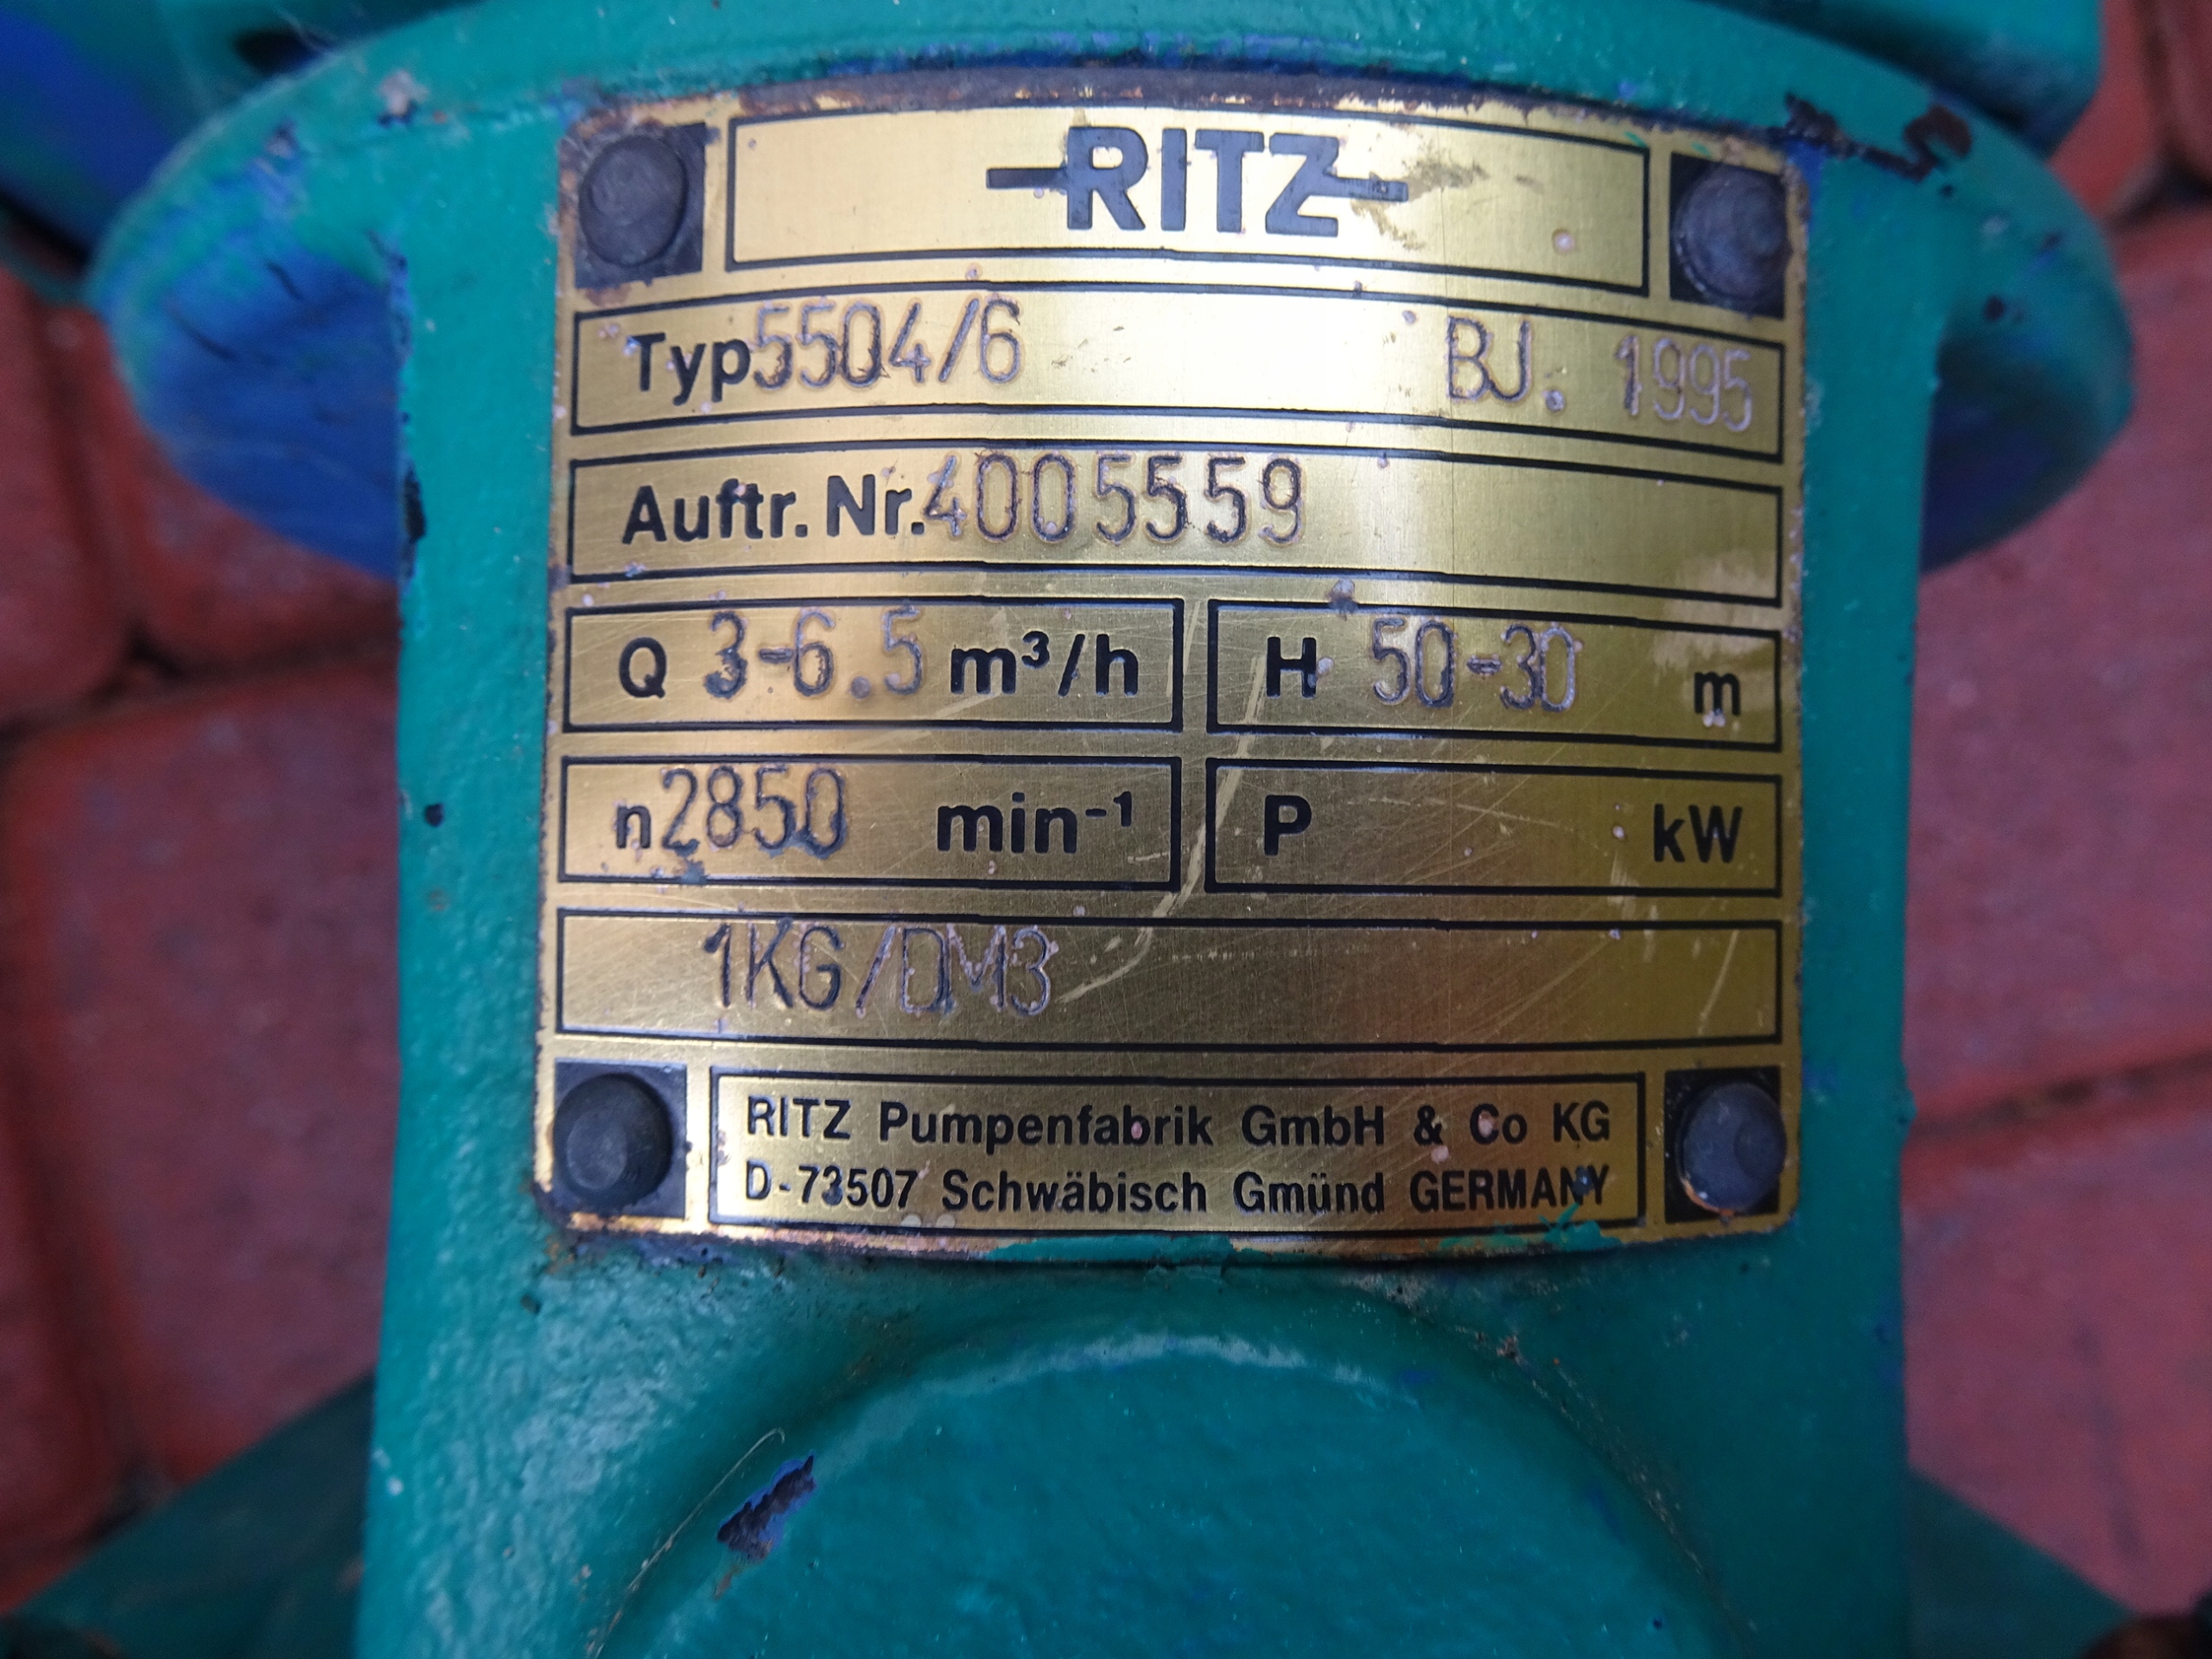 RITZ
Typ 5504/6 BJ. 1995
Auftr. Nr. 4005559
Q 3-6.5 m³/h H 50-30 m
n 2850 min⁻¹ P kW
1KG/DM3
RITZ Pumpenfabrik GmbH & Co KG
D-73507 Schwäbisch Gmünd GERMANY